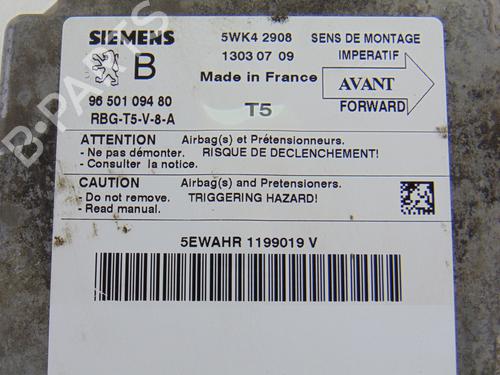 SIEMENS
B
96 501 094 80
RBG-T5-V-8-A
5WK4 2908
1303 07 09
Made in France
T5
SENS DE MONTAGE
IMPERATIF
AVANT
FORWARD
ATTENTION Airbag(s) et Prétensionneurs.
- Ne pas démonter. RISQUE DE DECLENCHEMENT!
- Consulter la notice.
CAUTION Airbag(s) and Pretensioners.
- Do not remove. TRIGGERING HAZARD!
- Read manual.
5EWAHR 1199019 V
B-PARTS